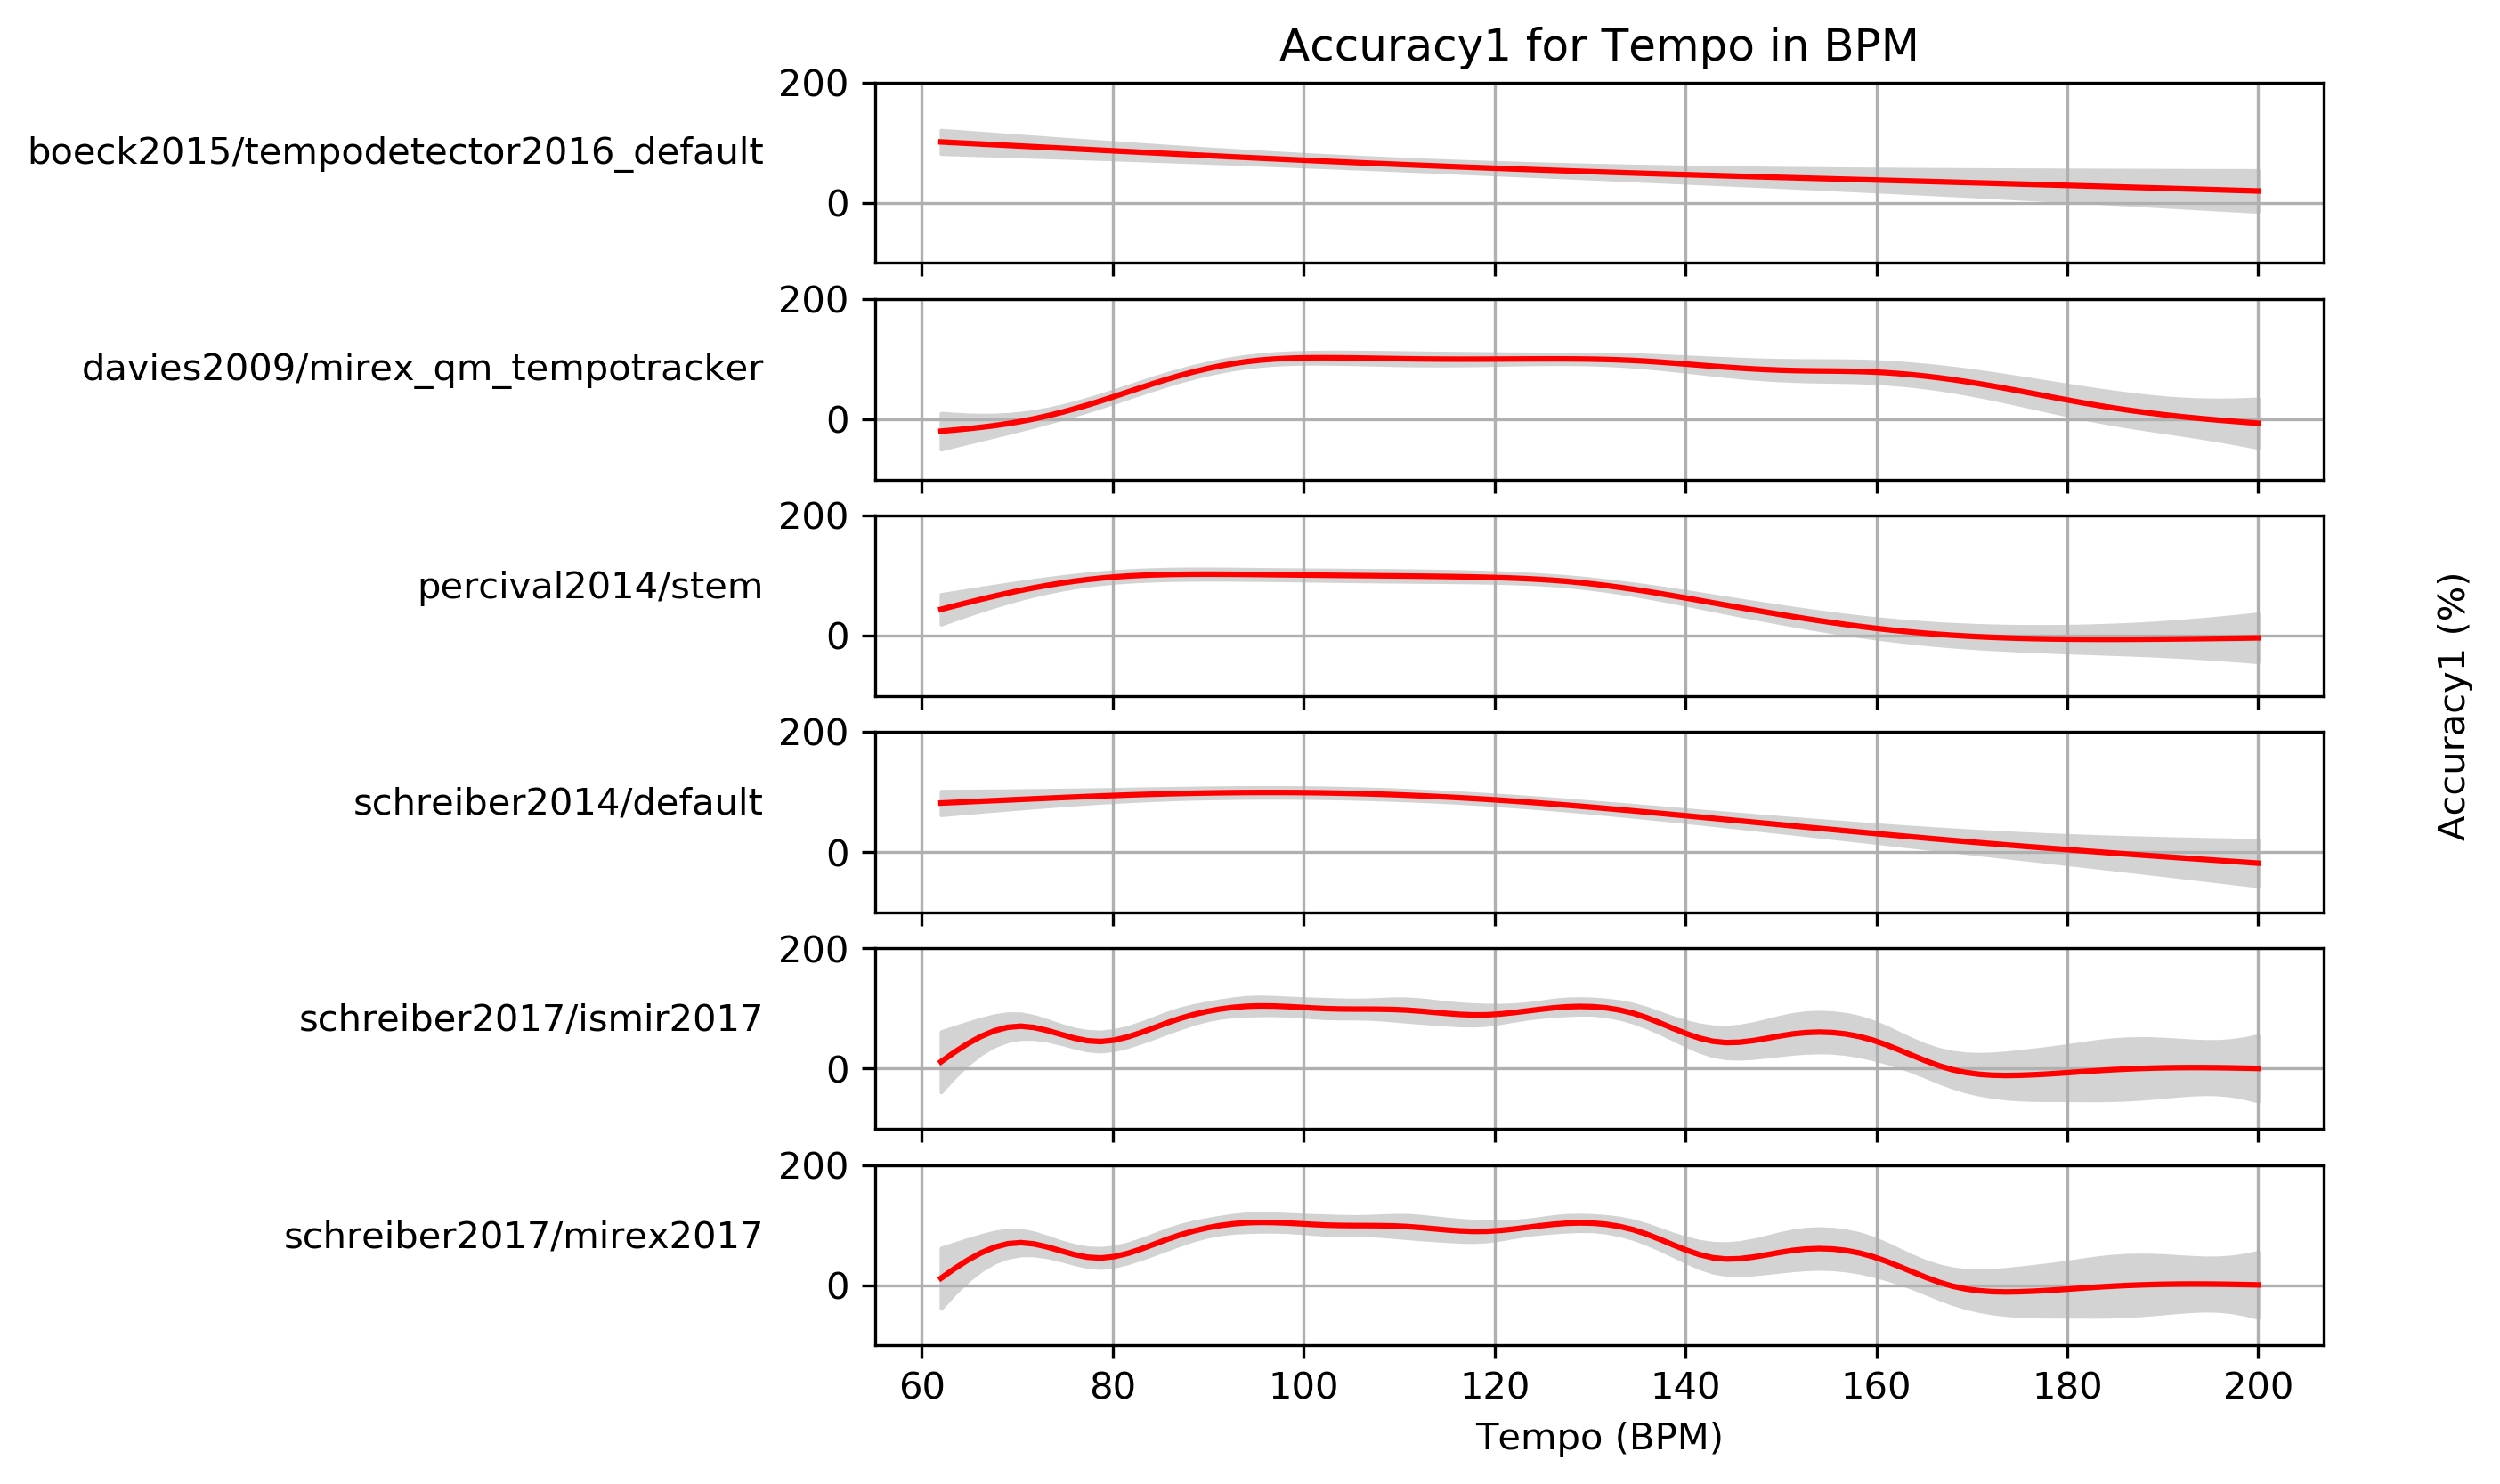 Accuracy1 for Tempo in BPM
200
boeck2015/tempodetector2016_default
0
200
davies2009/mirex_qm_tempotracker
0
200
percival2014/stem
0
Accuracy1 (%)
200
schreiber2014/default
0
200
schreiber2017/ismir2017
0
200
schreiber2017/mirex2017
0
60 80 100 120 140 160 180 200
Tempo (BPM)